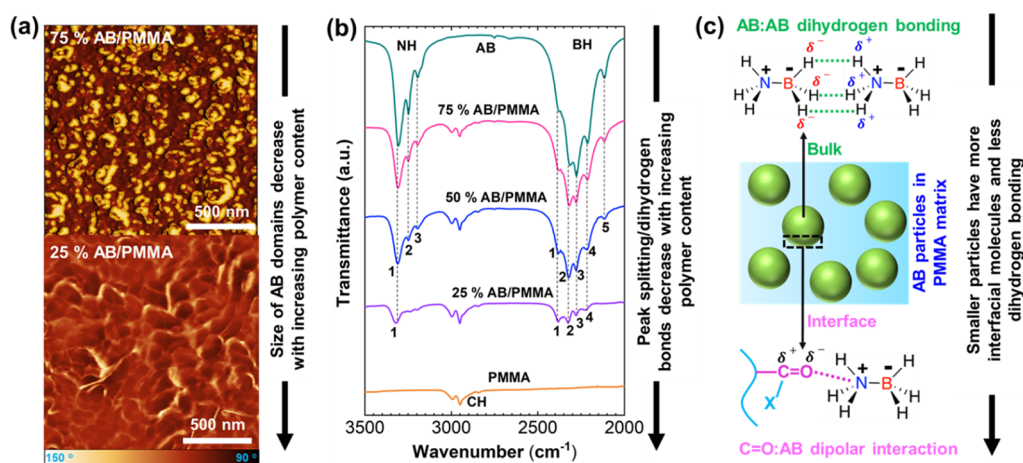 (a)
75 % AB/PMMA
500 nm
25 % AB/PMMA
500 nm
150 º
90 º
Size of AB domains decrease
with increasing polymer content
(b)
NH
AB
BH
75 % AB/PMMA
50 % AB/PMMA
1
2
3
1
2
3
4
5
25 % AB/PMMA
1
1
2
3
4
PMMA
CH
Transmittance (a.u.)
3500
3000
2500
2000
Wavenumber (cm⁻¹)
Peak splitting/dihydrogen
bonds decrease with increasing
polymer content
(c)
AB:AB dihydrogen bonding
δ⁻ δ⁺
H H
H + - H H + - H
N B δ⁻ δ⁺ N B
H H H H H H
H H
δ⁻ δ⁺
Bulk
AB particles in
PMMA matrix
Interface
δ⁺ δ⁻
C=O
X
H + - H
N B
H H H H
C=O:AB dipolar interaction
Smaller particles have more
interfacial molecules and less
dihydrogen bonding